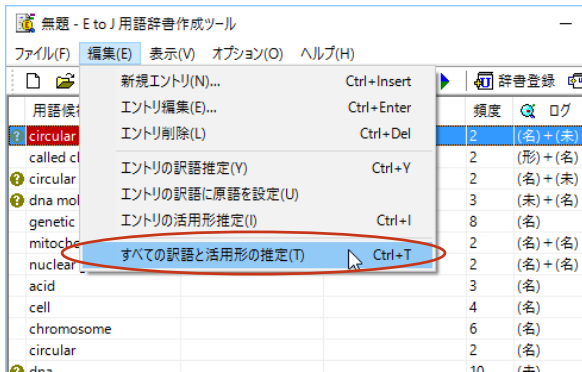 無題 - E to J 用語辞書作成ツール
ファイル(F) 編集(E) 表示(V) オプション(O) ヘルプ(H)
辞書登録
新規エントリ(N)... Ctrl+Insert
エントリ編集(E)... Ctrl+Enter
エントリ削除(L) Ctrl+Del
エントリの訳語推定(Y) Ctrl+Y
エントリの訳語に原語を設定(U)
エントリの活用形推定(I) Ctrl+I
すべての訳語と活用形の推定(T) Ctrl+T
用語候 頻度 ログ
circular 2 (名)+(未)
called 2 (形)+(名)
circular 2 (名)+(未)
dna 3 (未)+(名)
genetic 8 (名)
2 (名)+(名)
nuclear 2 (名)+(名)
acid 3 (名)
cell 4 (名)
chromosome 6 (名)
circular 2 (名)
dna 10 (未)